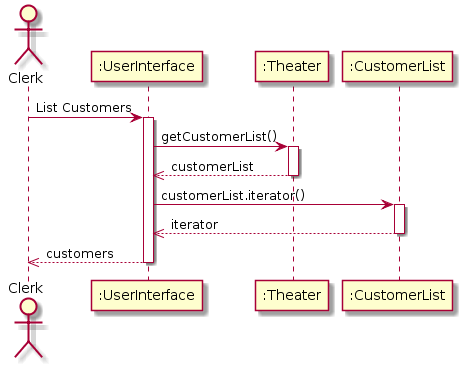 Clerk
:UserInterface
:Theater
:CustomerList
List Customers
getCustomerList()
customerList
customerList.iterator()
iterator
customers
Clerk
:UserInterface
:Theater
:CustomerList